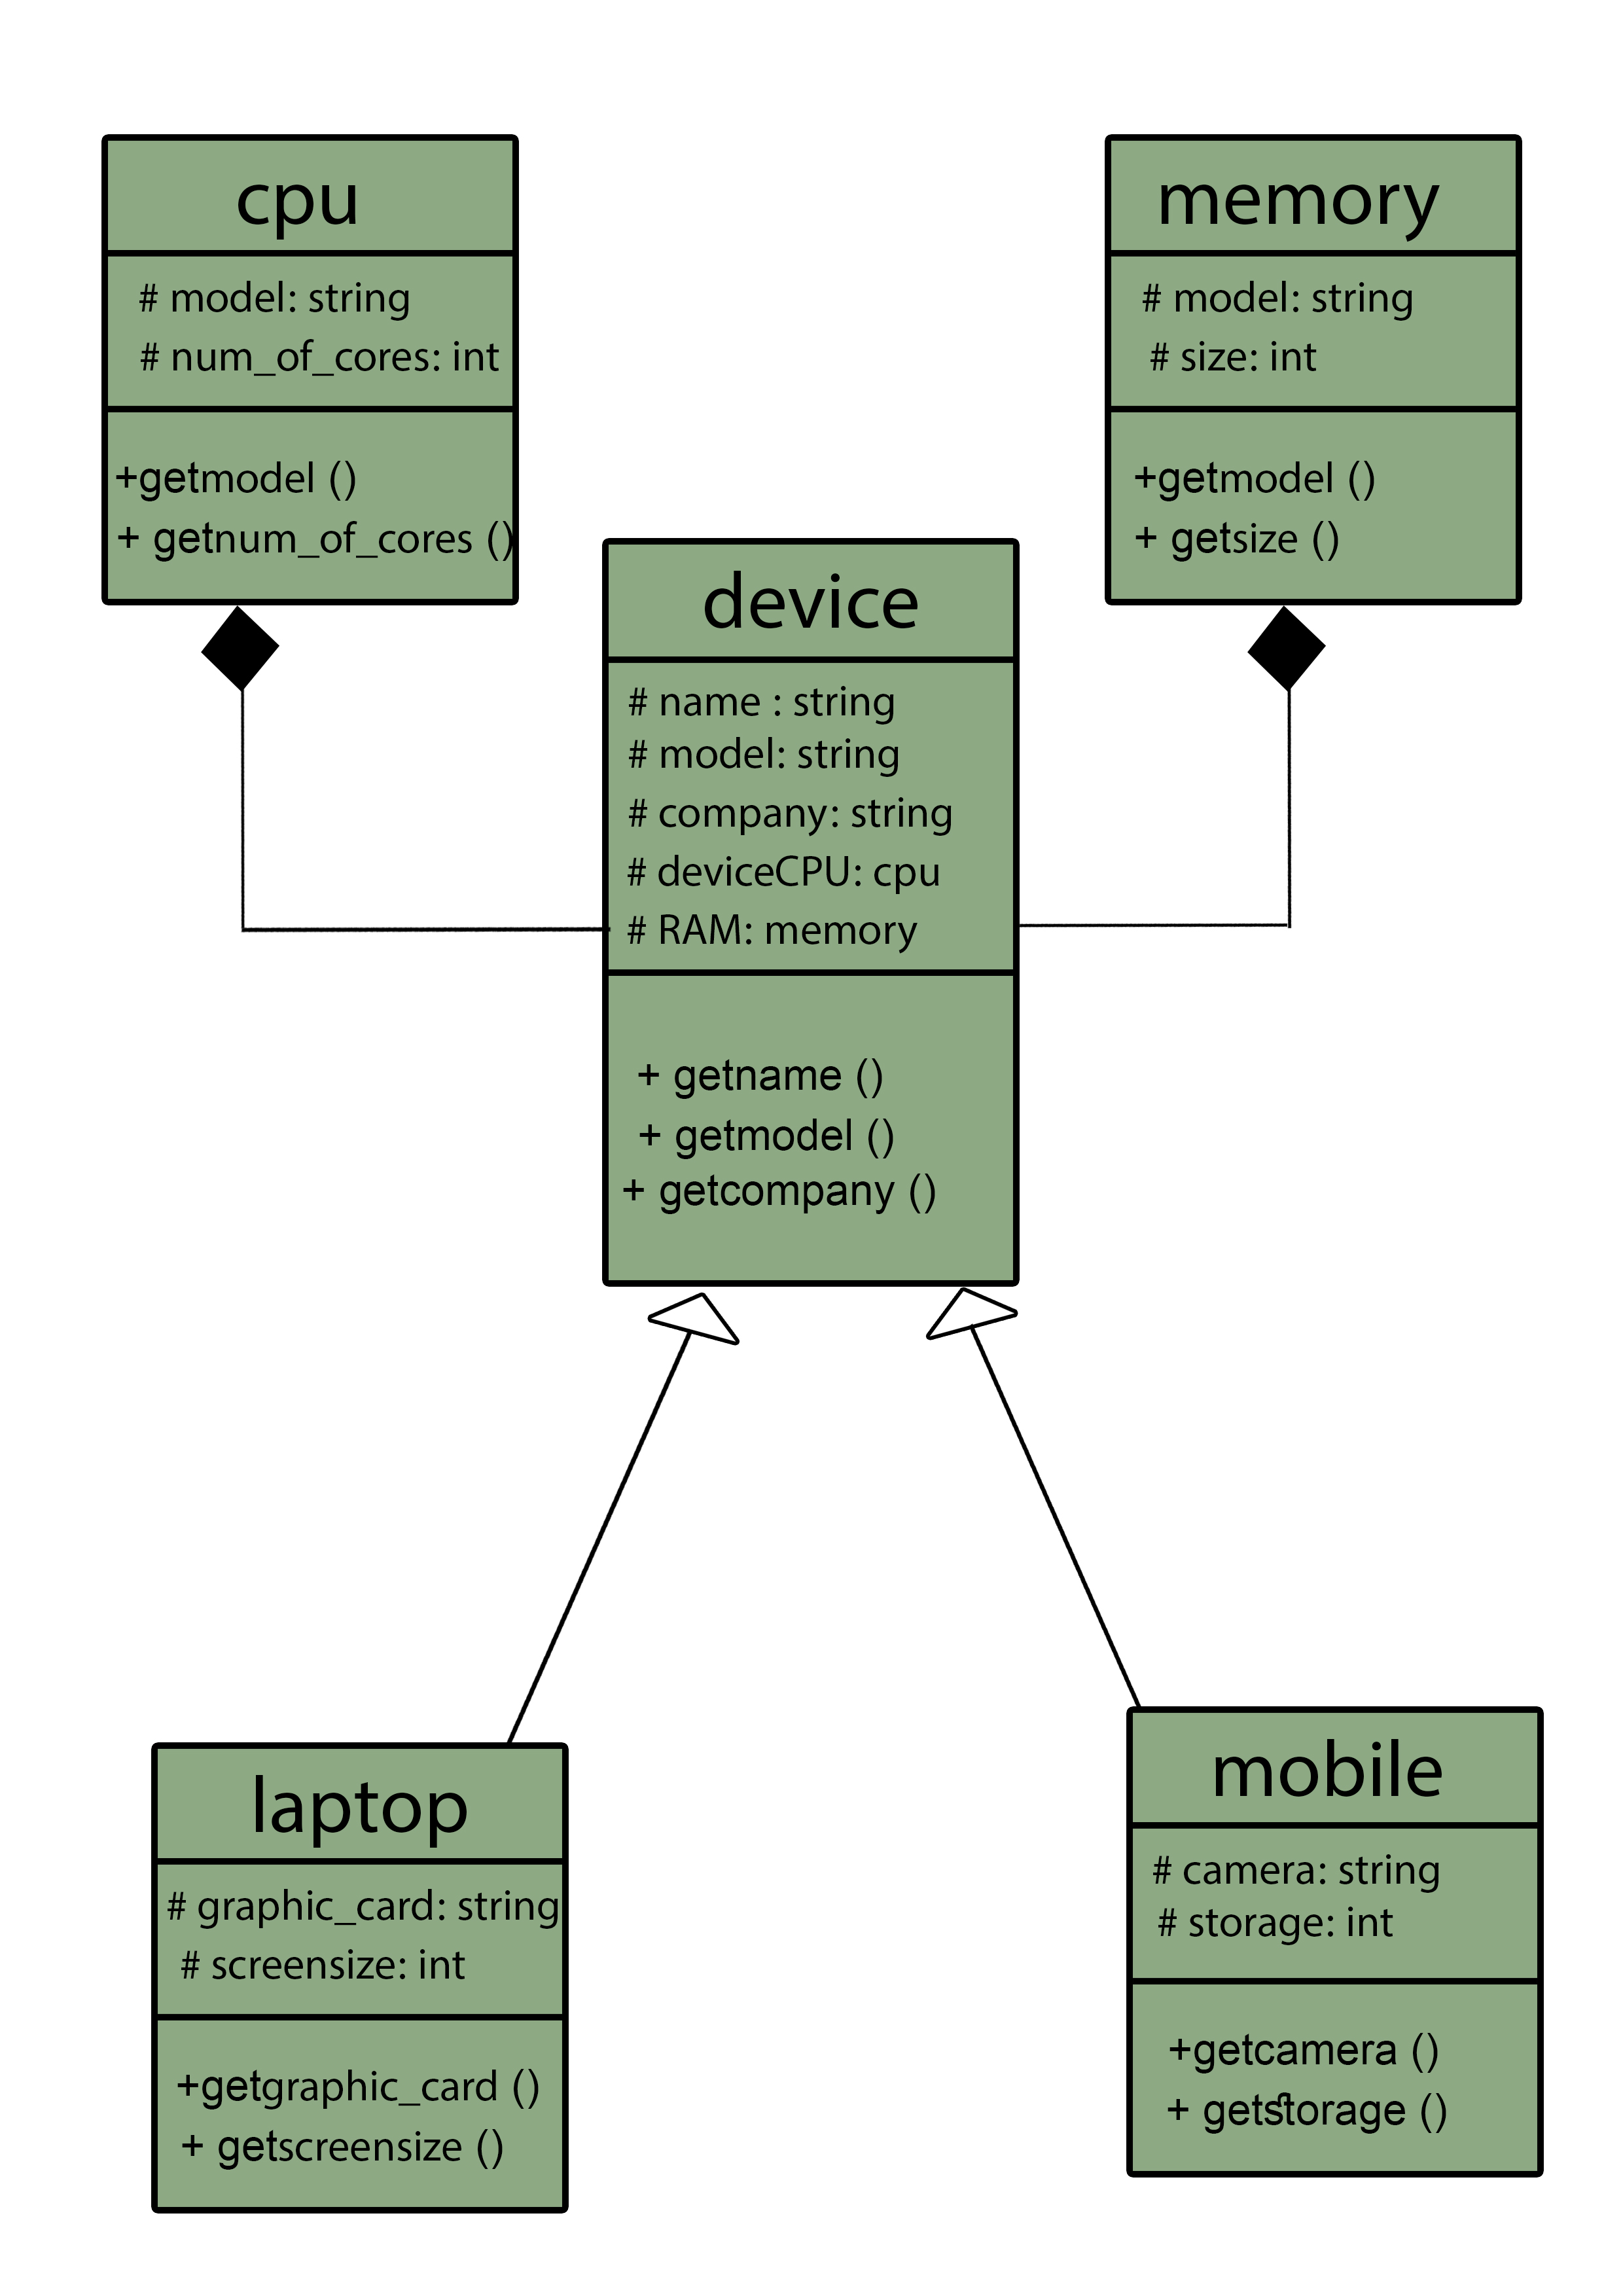 cpu
# model: string
# num_of_cores: int
+getmodel ()
+ getnum_of_cores ()
memory
# model: string
# size: int
+getmodel ()
+ getsize ()
device
# name : string
# model: string
# company: string
# deviceCPU: cpu
# RAM: memory
+ getname ()
+ getmodel ()
+ getcompany ()
laptop
# graphic_card: string
# screensize: int
+getgraphic_card ()
+ getscreensize ()
mobile
# camera: string
# storage: int
+getcamera ()
+ getstorage ()